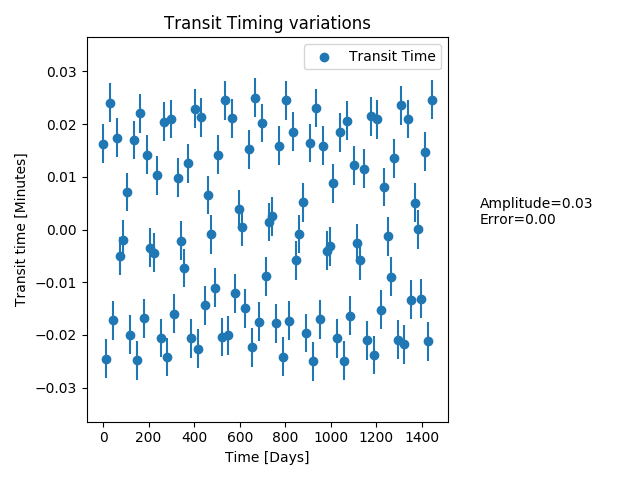 Transit Timing variations
Transit Time
0.03
0.02
0.01
0.00
−0.01
−0.02
−0.03
Transit time [Minutes]
Amplitude=0.03
Error=0.00
0 200 400 600 800 1000 1200 1400
Time [Days]